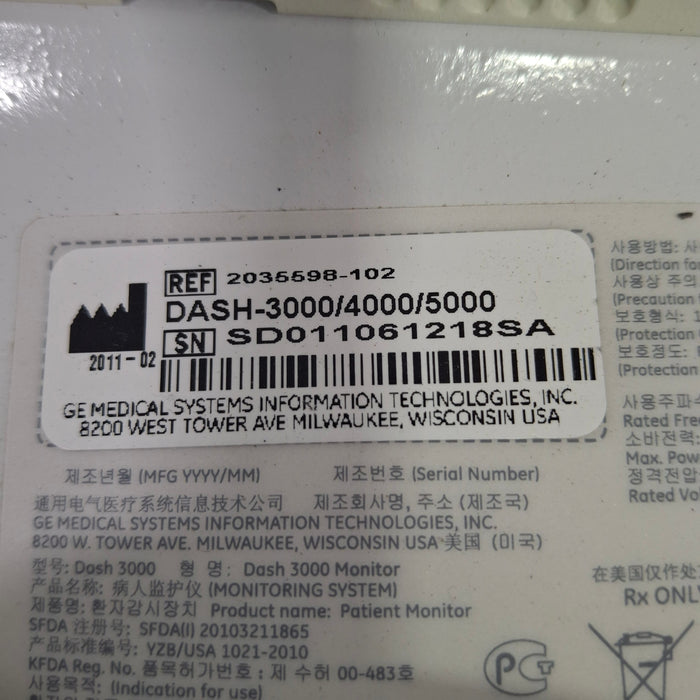 REF 2035598-102
DASH-3000/4000/5000
SN SD011061218SA
2011-02
GE MEDICAL SYSTEMS INFORMATION TECHNOLOGIES, INC.
8200 WEST TOWER AVE MILWAUKEE, WISCONSIN USA
제조년월 (MFG YYYY/MM) 제조번호 (Serial Number)
通用电气医疗系统信息技术公司 제조회사명, 주소 (제조국)
GE MEDICAL SYSTEMS INFORMATION TECHNOLOGIES, INC.
8200 W. TOWER AVE. MILWAUKEE, WISCONSIN USA 美国 (미국)
型号: Dash 3000 형 명: Dash 3000 Monitor
产品名称: 病人监护仪 (MONITORING SYSTEM)
제품명: 환자감시장치 Product name: Patient Monitor
SFDA 注册号: SFDA(I) 20103211865
产品标准编号: YZB/USA 1021-2010
KFDA Reg. No. 품목허가번호: 제 수허 00-483호
사용목적: (Indication for use)
사용방법: 사
(Direction for
사용상 주의
(Precaution
보호형식: 1
(Protection
보호정도:
(Protection
사용주파수
Rated Fre
소비전력:
Max. Pow
정격전압
Rated Vo
在美国仅作处
Rx ONLY